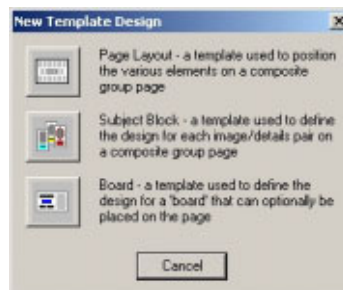 New Template Design
Page Layout - a template used to position
the various elements on a composite
group page
Subject Block - a template used to define
the design for each image/details pair on
a composite group page
Board - a template used to define the
design for a 'board' that can optionally be
placed on the page
Cancel